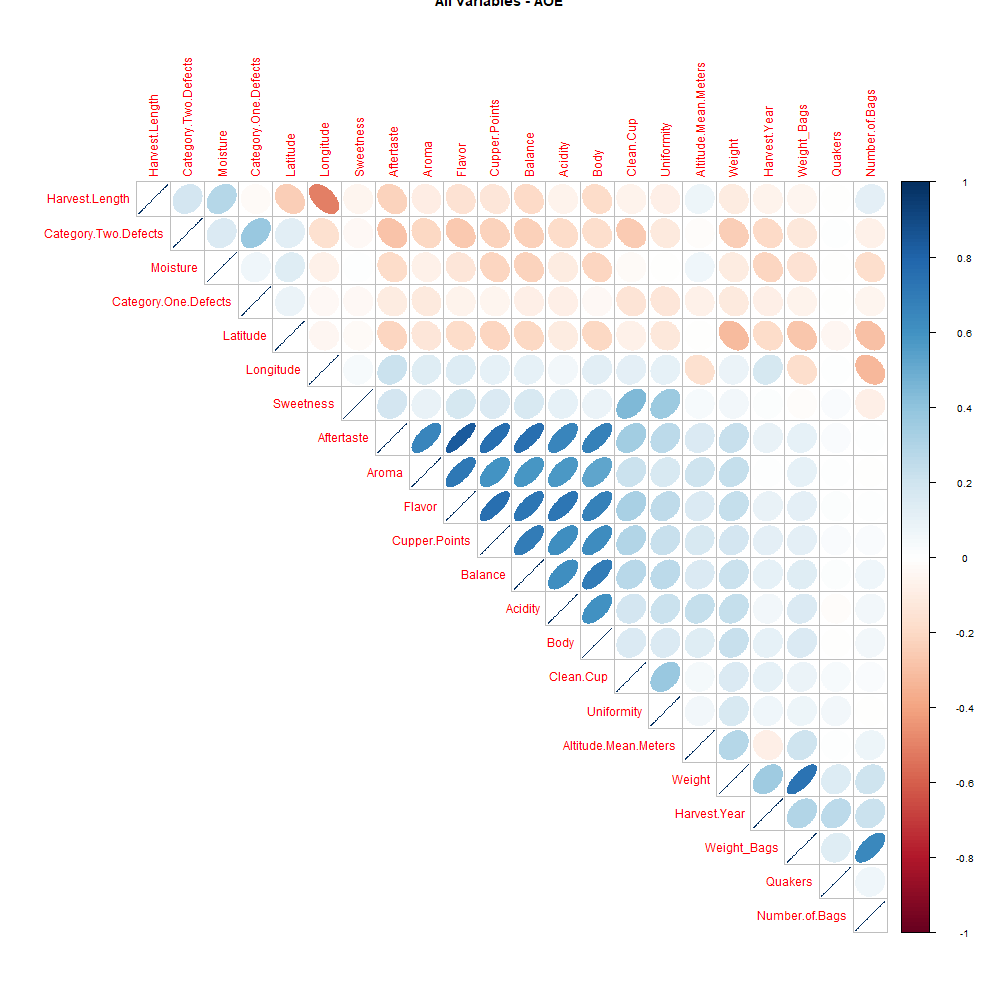 All Variables - AOE
Harvest.Length
Category.Two.Defects
Moisture
Category.One.Defects
Latitude
Longitude
Sweetness
Aftertaste
Aroma
Flavor
Cupper.Points
Balance
Acidity
Body
Clean.Cup
Uniformity
Altitude.Mean.Meters
Weight
Harvest.Year
Weight_Bags
Quakers
Number.of.Bags
Harvest.Length
Category.Two.Defects
Moisture
Category.One.Defects
Latitude
Longitude
Sweetness
Aftertaste
Aroma
Flavor
Cupper.Points
Balance
Acidity
Body
Clean.Cup
Uniformity
Altitude.Mean.Meters
Weight
Harvest.Year
Weight_Bags
Quakers
Number.of.Bags
1
0.8
0.6
0.4
0.2
0
-0.2
-0.4
-0.6
-0.8
-1